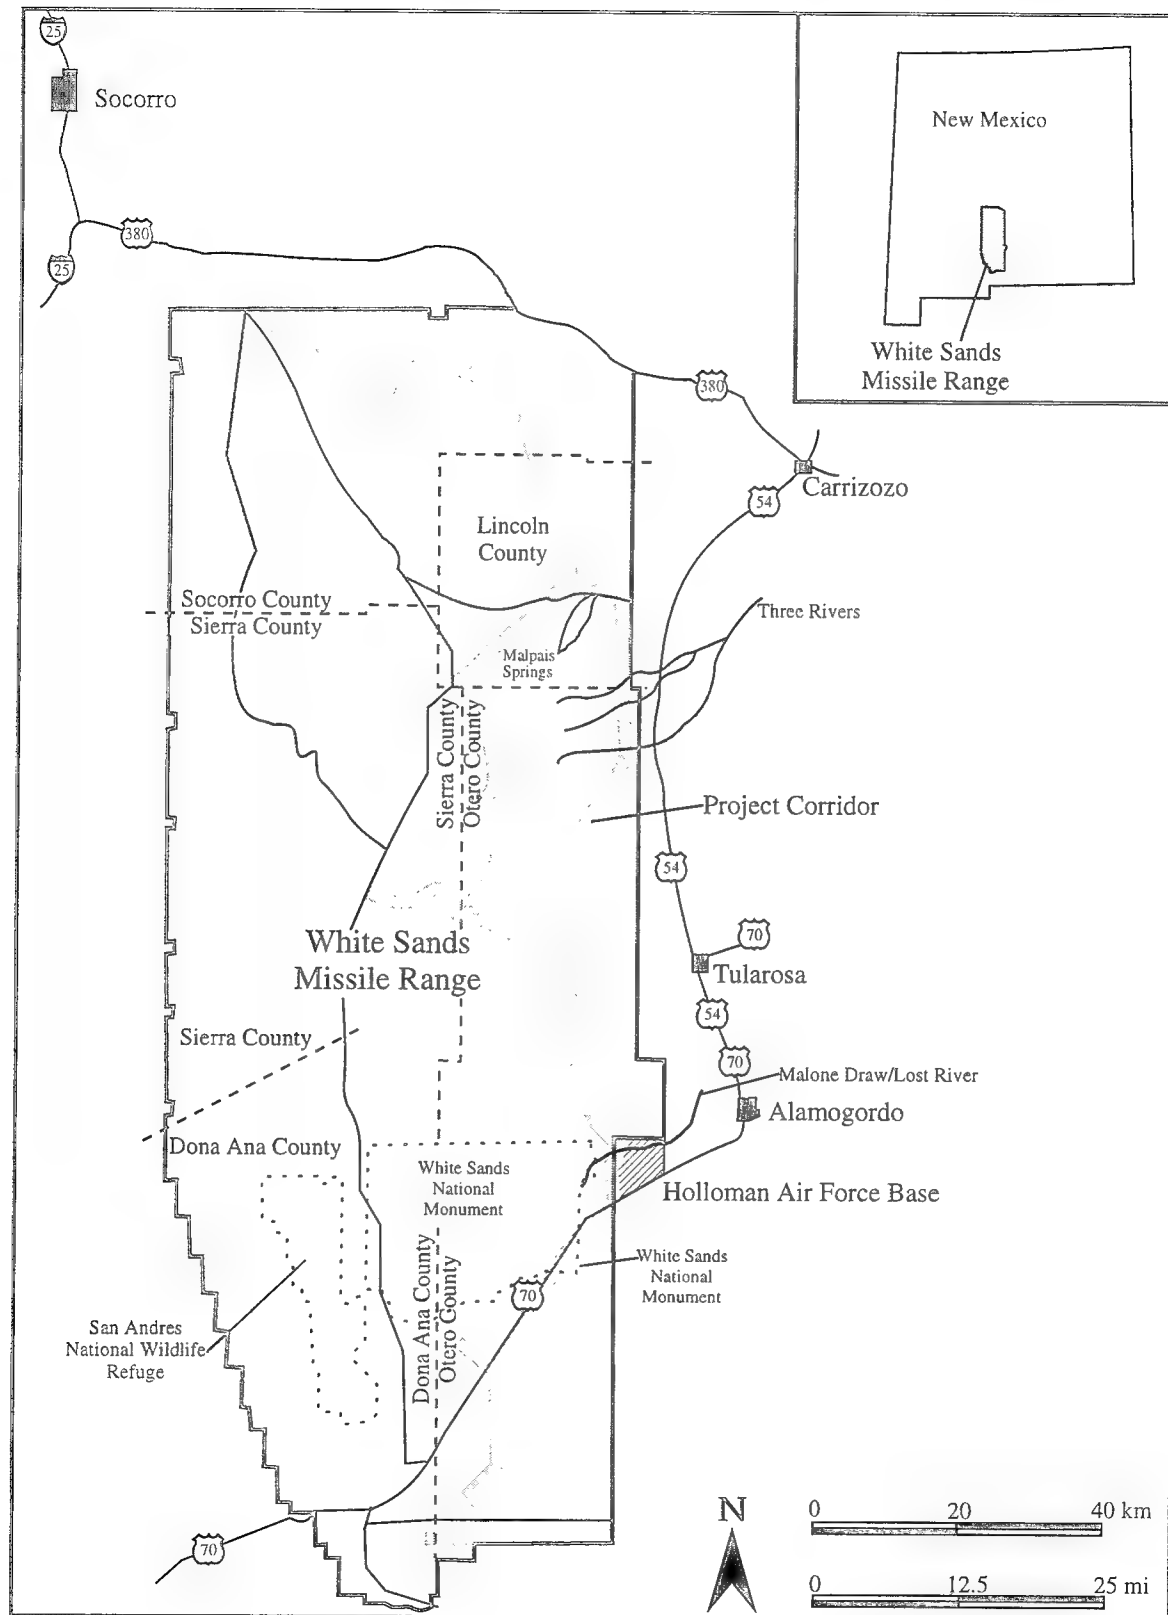 25
Socorro
New Mexico
380
25
White Sands
Missile Range
380
Carrizozo
54
Lincoln
County
Socorro County
Sierra County
Three Rivers
Malpais
Springs
Sierra County
Otero County
Project Corridor
54
White Sands
Missile Range
70
Tularosa
54
Sierra County
70
Malone Draw/Lost River
Alamogordo
Dona Ana County
White Sands
National
Monument
Holloman Air Force Base
Dona Ana County
Otero County
White Sands
National
Monument
70
San Andres
National Wildlife
Refuge
N
0 20 40 km
70
0 12.5 25 mi